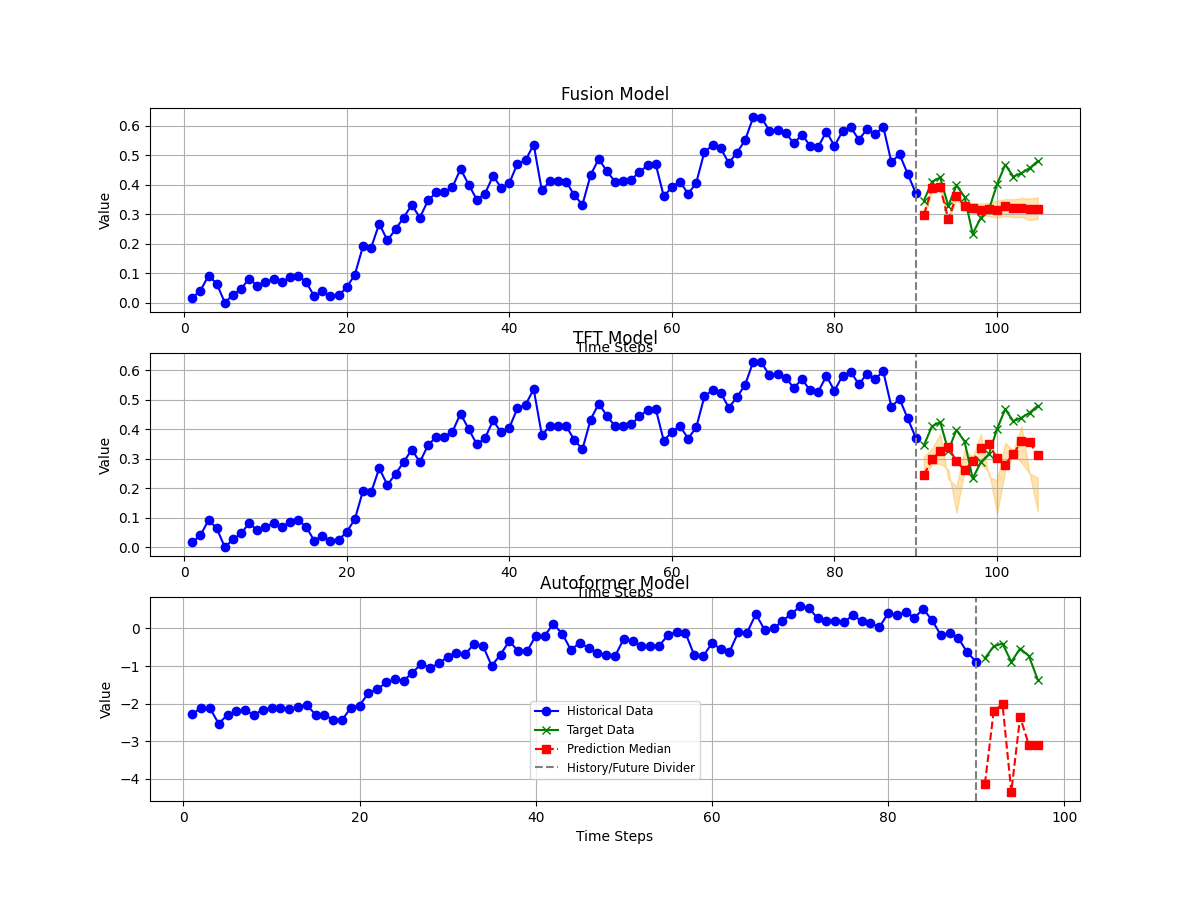 Fusion Model
Value
0.6
0.5
0.4
0.3
0.2
0.1
0.0
0 20 40 60 80 100
Time Steps
TFT Model
Value
0.6
0.5
0.4
0.3
0.2
0.1
0.0
0 20 40 60 80 100
Time Steps
Autoformer Model
Value
0
−1
−2
−3
−4
Historical Data
Target Data
Prediction Median
History/Future Divider
0 20 40 60 80 100
Time Steps